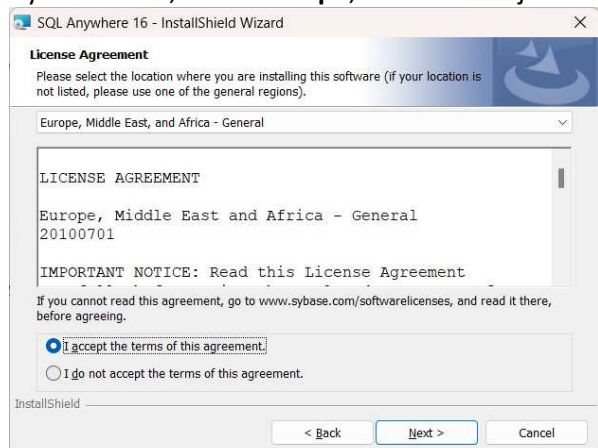 SQL Anywhere 16 - InstallShield Wizard
License Agreement
Please select the location where you are installing this software (if your location is
not listed, please use one of the general regions).
Europe, Middle East, and Africa - General
LICENSE AGREEMENT
Europe, Middle East and Africa - General
20100701
IMPORTANT NOTICE: Read this License Agreement
If you cannot read this agreement, go to www.sybase.com/softwarelicenses, and read it there,
before agreeing.
I accept the terms of this agreement.
I do not accept the terms of this agreement.
InstallShield
< Back
Next >
Cancel